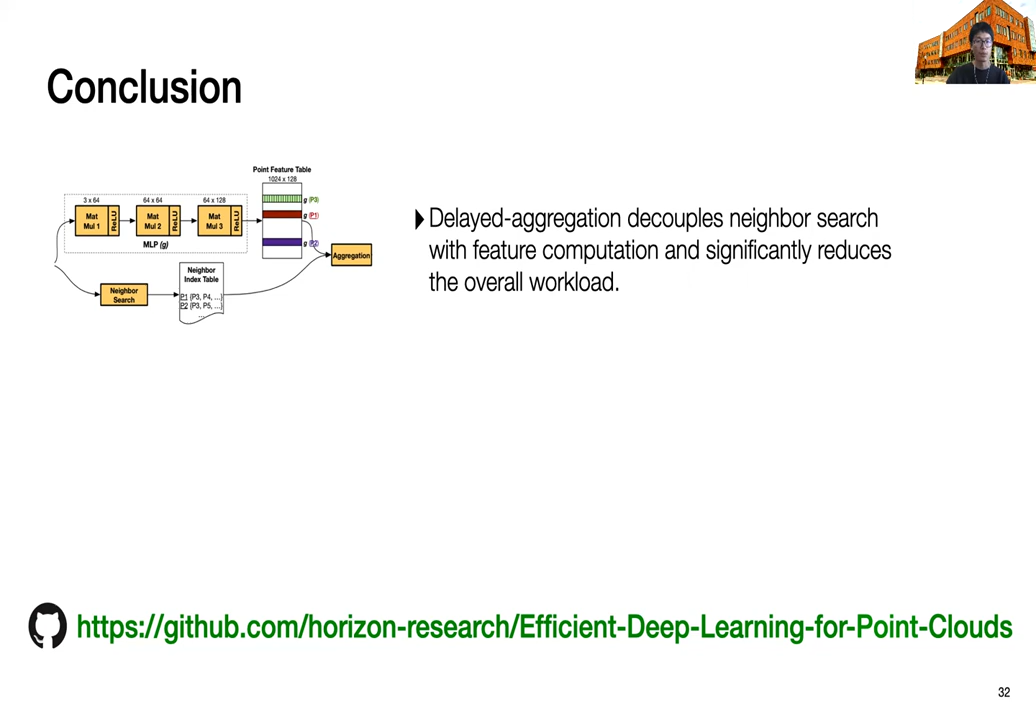 Conclusion
Point Feature Table
1024 x 128
3 x 64
64 x 64
64 x 128
Mat
Mul 1
ReLU
Mat
Mul 2
ReLU
Mat
Mul 3
ReLU
g (P3)
g (P1)
g (P2)
MLP (g)
Aggregation
Neighbor
Search
Neighbor
Index Table
P1 {P3, P4, …}
P2 {P3, P5, …}
…
Delayed-aggregation decouples neighbor search
with feature computation and significantly reduces
the overall workload.
https://github.com/horizon-research/Efficient-Deep-Learning-for-Point-Clouds
32